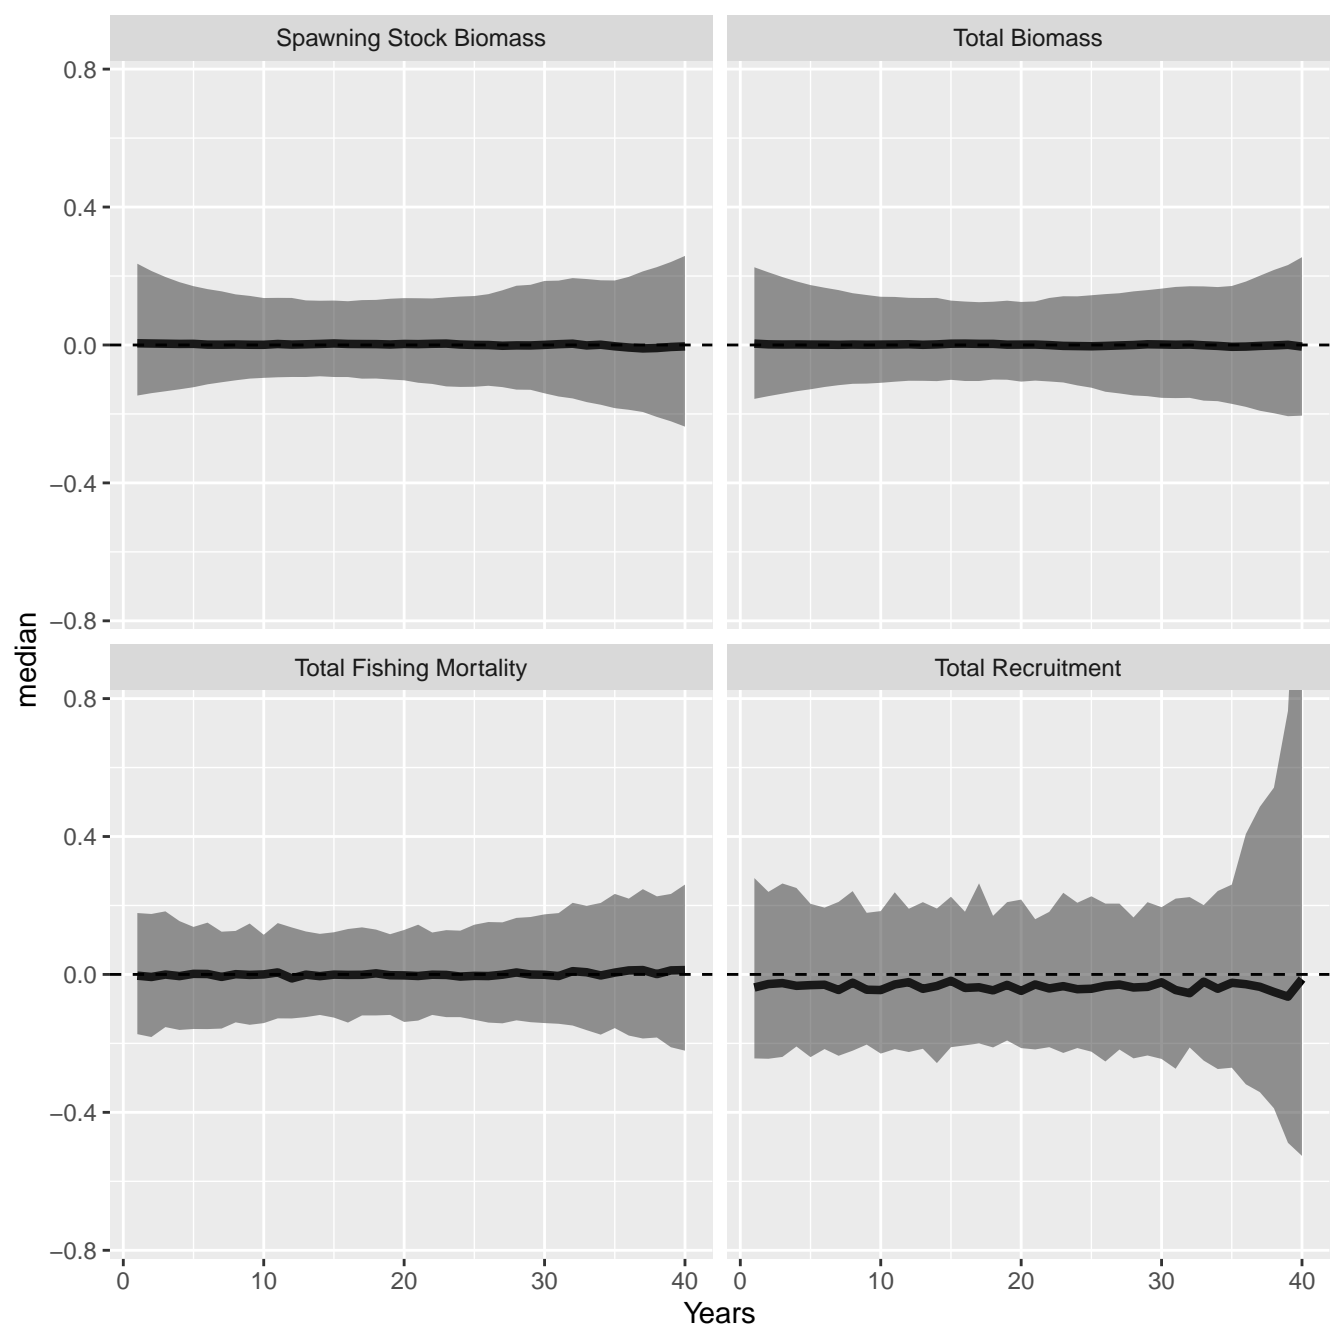 Spawning Stock Biomass
Total Biomass
0.8
0.4
0.0
−0.4
−0.8
median
Total Fishing Mortality
Total Recruitment
0.8
0.4
0.0
−0.4
−0.8
0 10 20 30 40
0 10 20 30 40
Years